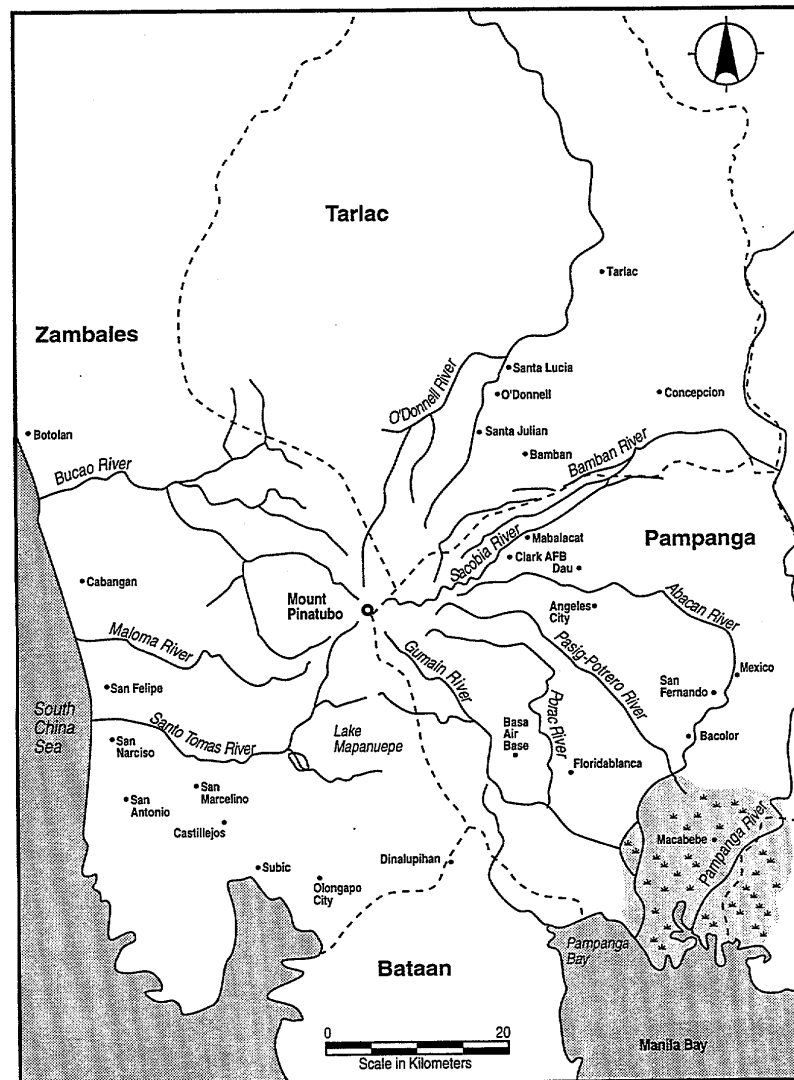 Tarlac
Tarlac
Zambales
O'Donnell River
Santa Lucia
O'Donnell
Concepcion
Botolan
Santa Julian
Bamban
Bamban River
Bucao River
Sacobia River
Mabalacat
Pampanga
Clark AFB
Dau
Cabangan
Mount
Pinatubo
Angeles
City
Abacan River
Maloma River
Gumain River
Pasig-Potrero River
San Felipe
San
Fernando
Mexico
South
China
Sea
Santo Tomas River
Lake
Mapanuepe
Porac River
San
Narciso
Basa
Air
Base
Bacolor
Floridablanca
San
Marcelino
San
Antonio
Castillejos
Macabebe
Pampanga River
Dinalupihan
Subic
Olongapo
City
Pampanga
Bay
Bataan
0
20
Scale in Kilometers
Manila Bay